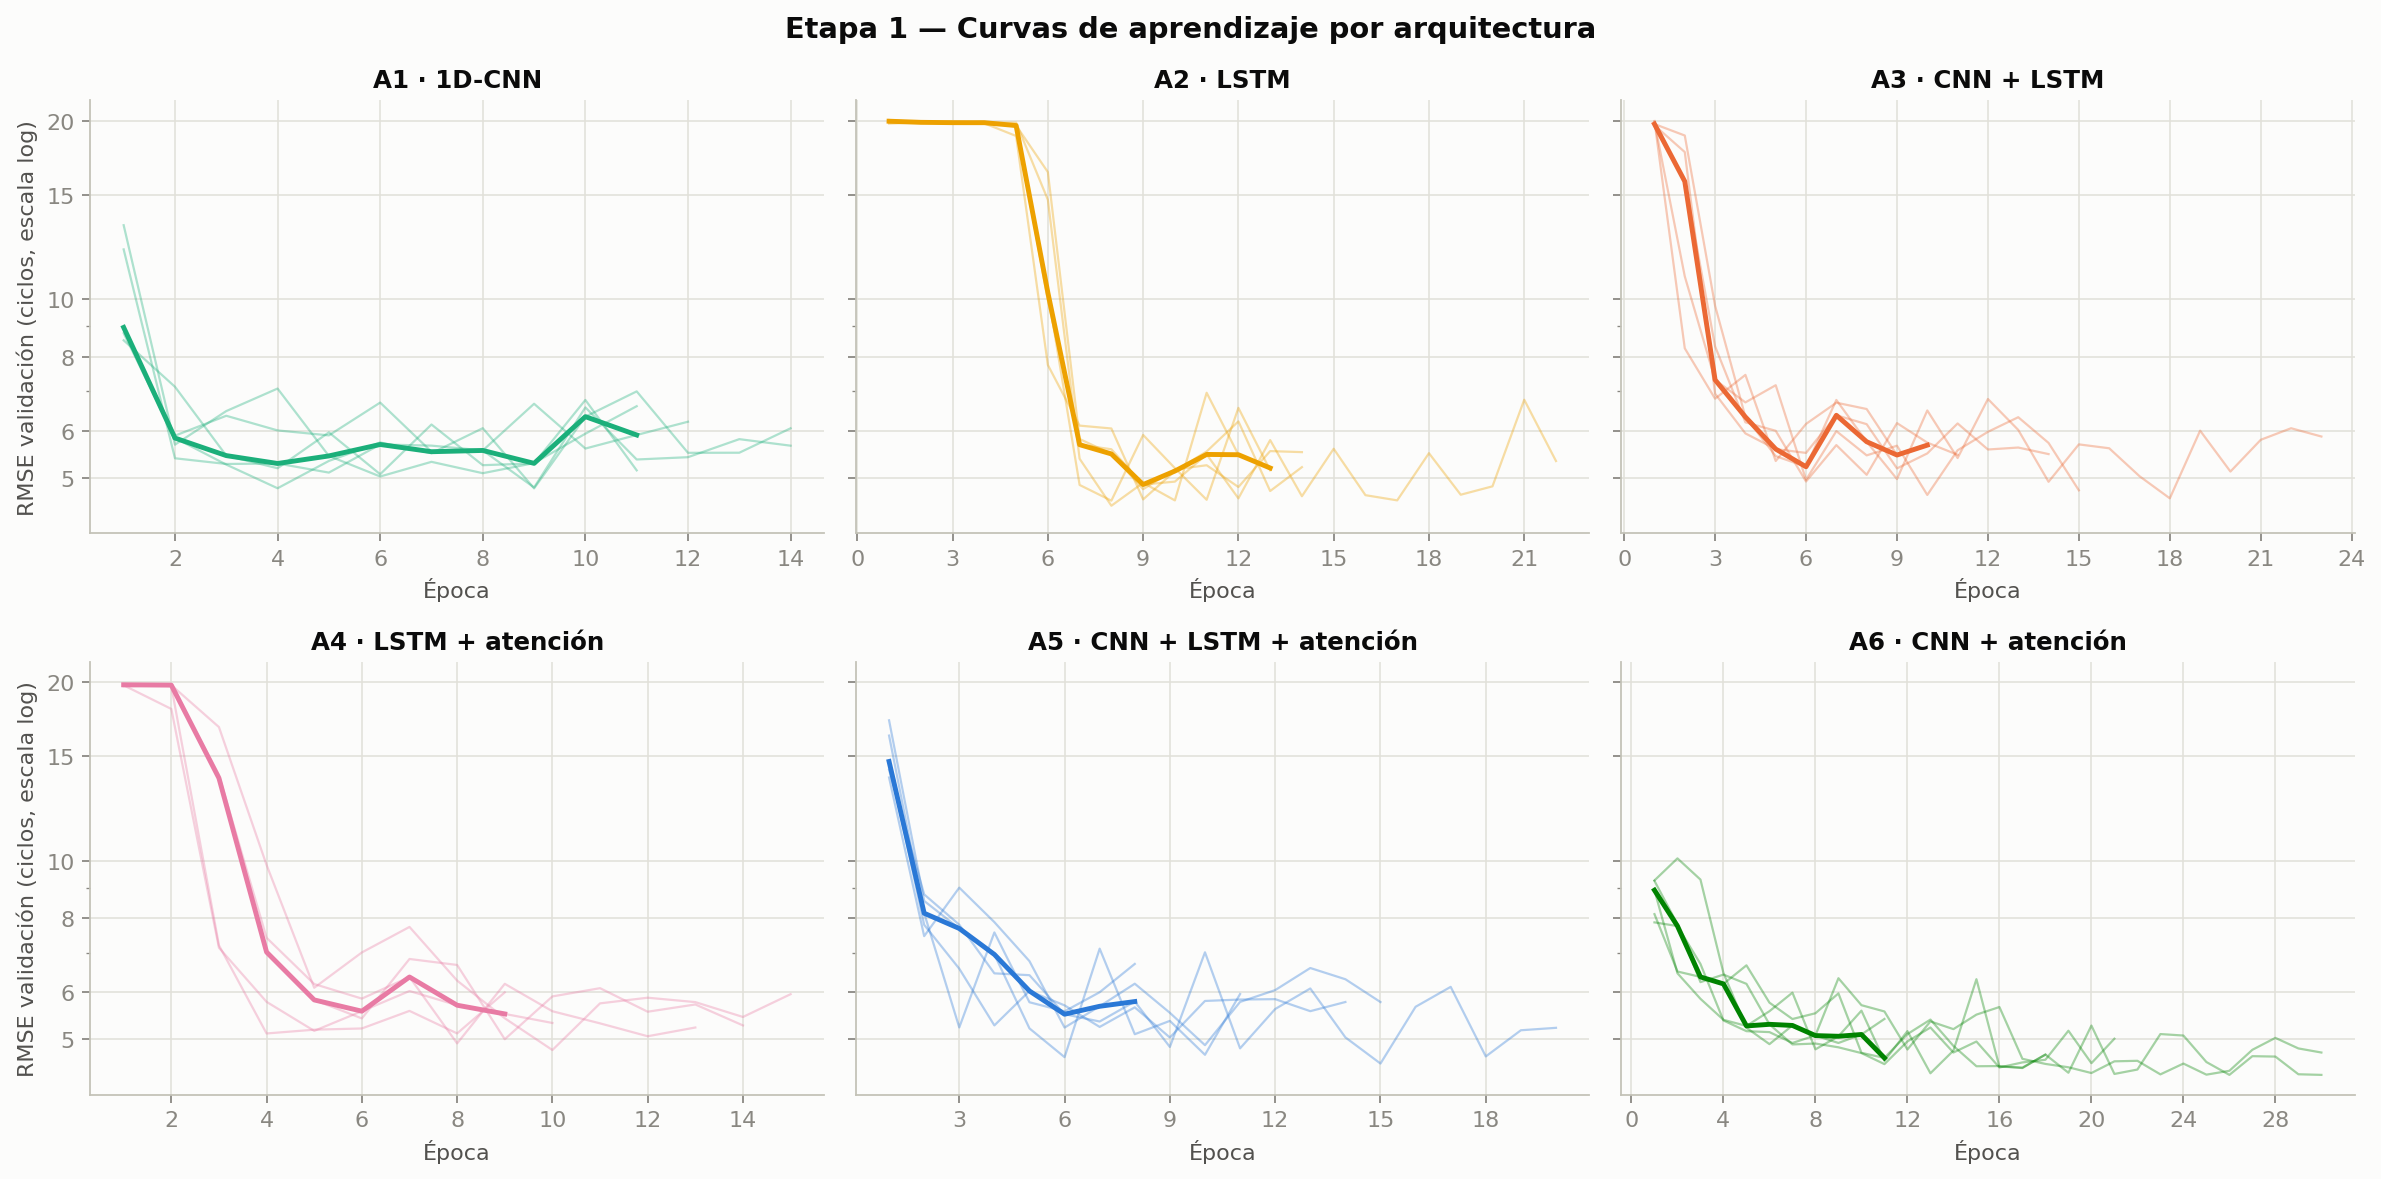 Etapa 1 — Curvas de aprendizaje por arquitectura
A1 · 1D-CNN
RMSE validación (ciclos, escala log)
20
15
10
8
6
5
2 4 6 8 10 12 14
Época
A2 · LSTM
0 3 6 9 12 15 18 21
Época
A3 · CNN + LSTM
0 3 6 9 12 15 18 21 24
Época
A4 · LSTM + atención
RMSE validación (ciclos, escala log)
20
15
10
8
6
5
2 4 6 8 10 12 14
Época
A5 · CNN + LSTM + atención
3 6 9 12 15 18
Época
A6 · CNN + atención
0 4 8 12 16 20 24 28
Época